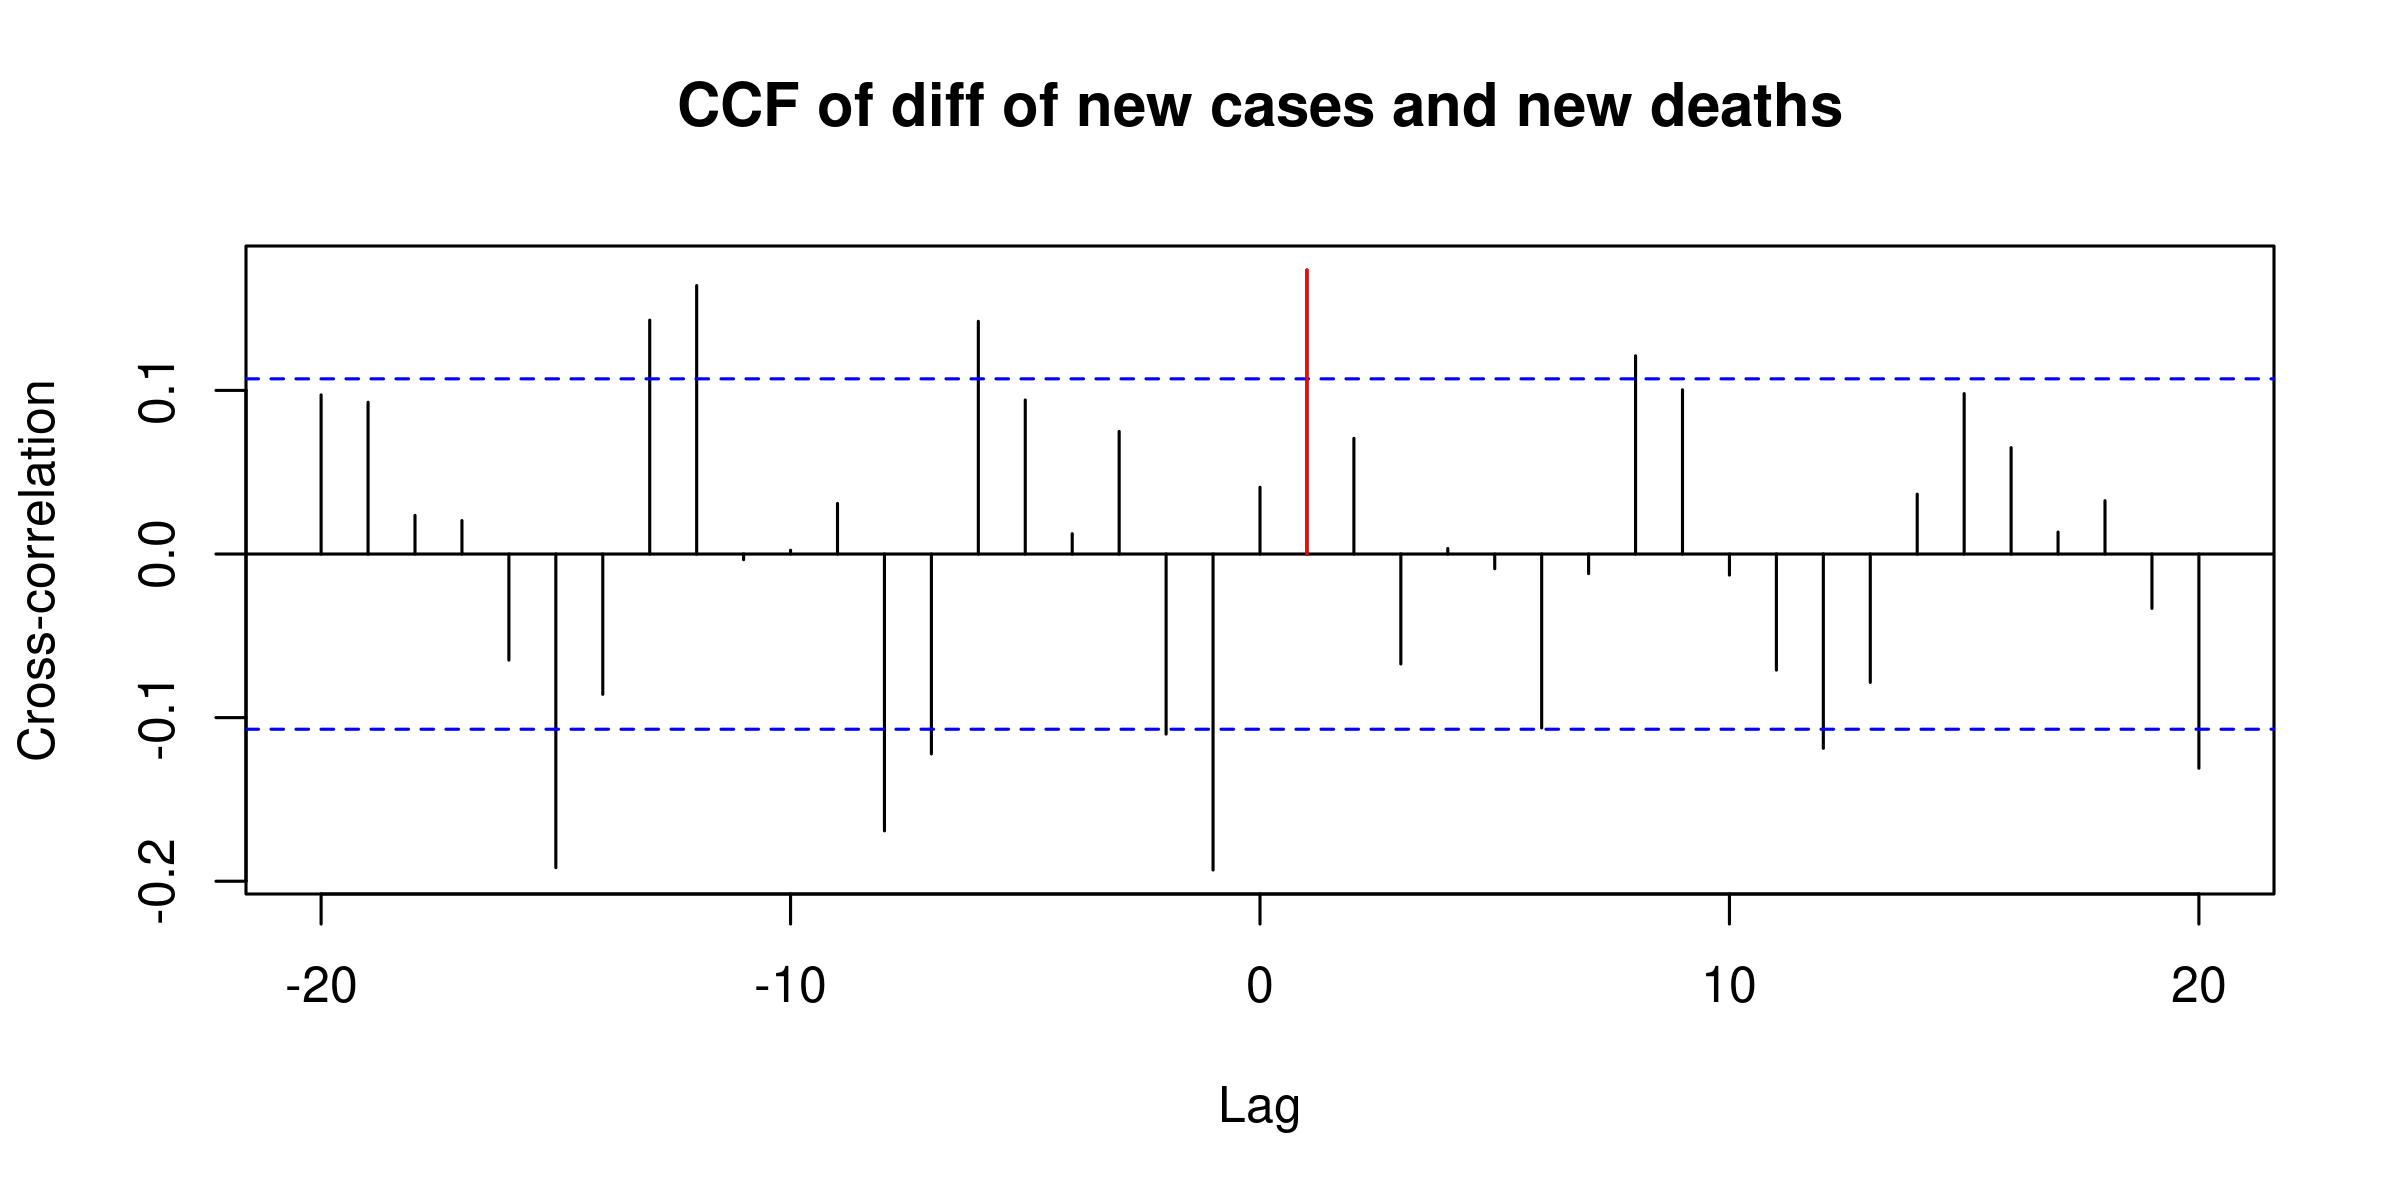 CCF of diff of new cases and new deaths
Cross-correlation
0.1
0.0
-0.1
-0.2
-20 -10 0 10 20
Lag